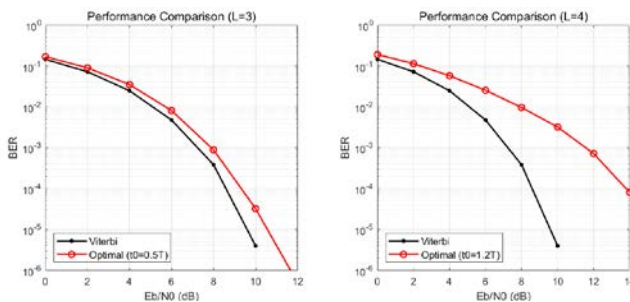 Performance Comparison (L=3)
10^0
10^-1
10^-2
10^-3
10^-4
10^-5
10^-6
BER
Viterbi
Optimal (t0=0.5T)
0 2 4 6 8 10 12
Eb/N0 (dB)
Performance Comparison (L=4)
10^0
10^-1
10^-2
10^-3
10^-4
10^-5
10^-6
BER
Viterbi
Optimal (t0=1.2T)
0 2 4 6 8 10 12 14
Eb/N0 (dB)